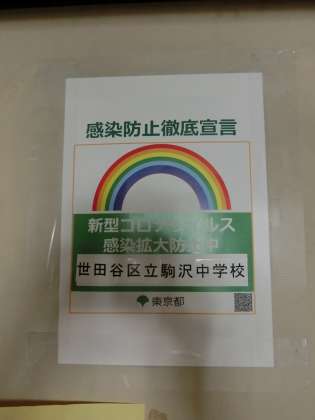 感染防止徹底宣言
新型コロナウイルス
感染拡大防止中
世田谷区立駒沢中学校
東京都